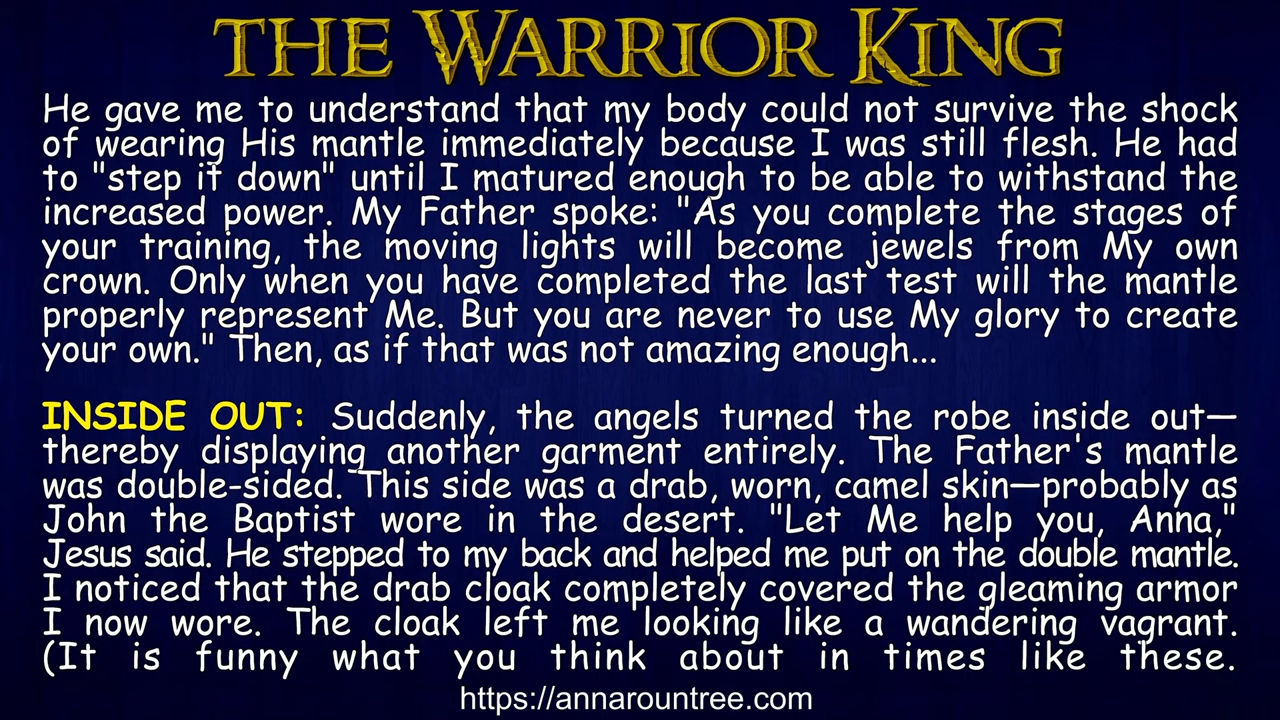 THE WARRIOR KING
He gave me to understand that my body could not survive the shock
of wearing His mantle immediately because I was still flesh. He had
to "step it down" until I matured enough to be able to withstand the
increased power. My Father spoke: "As you complete the stages of
your training, the moving lights will become jewels from My own
crown. Only when you have completed the last test will the mantle
properly represent Me. But you are never to use My glory to create
your own." Then, as if that was not amazing enough...
INSIDE OUT: Suddenly, the angels turned the robe inside out—
thereby displaying another garment entirely. The Father's mantle
was double-sided. This side was a drab, worn, camel skin—probably as
John the Baptist wore in the desert. "Let Me help you, Anna,"
Jesus said. He stepped to my back and helped me put on the double mantle.
I noticed that the drab cloak completely covered the gleaming armor
I now wore. The cloak left me looking like a wandering vagrant.
(It is funny what you think about in times like these.
https://annarountree.com